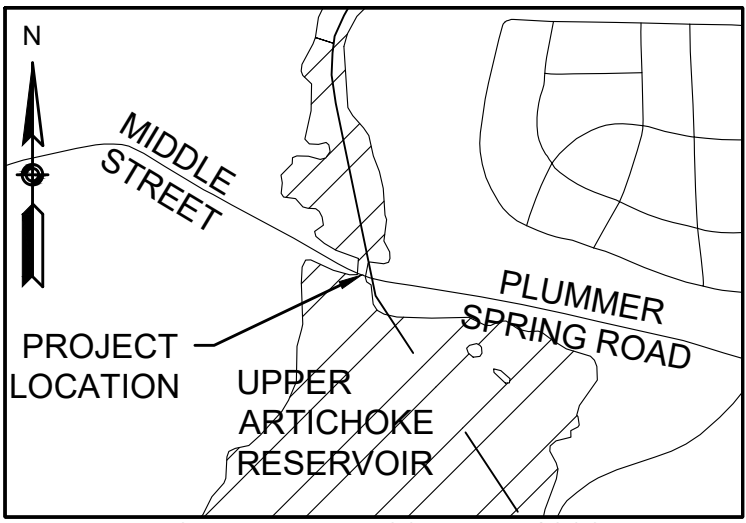 N
MIDDLE
STREET
PLUMMER
SPRING ROAD
PROJECT
LOCATION
UPPER
ARTICHOKE
RESERVOIR